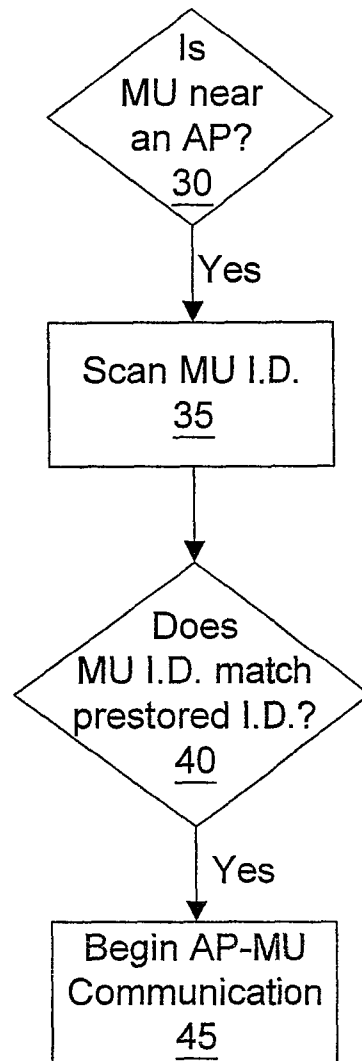 Is
MU near
an AP?
30
Yes
Scan MU I.D.
35
Does
MU I.D. match
prestored I.D.?
40
Yes
Begin AP-MU
Communication
45